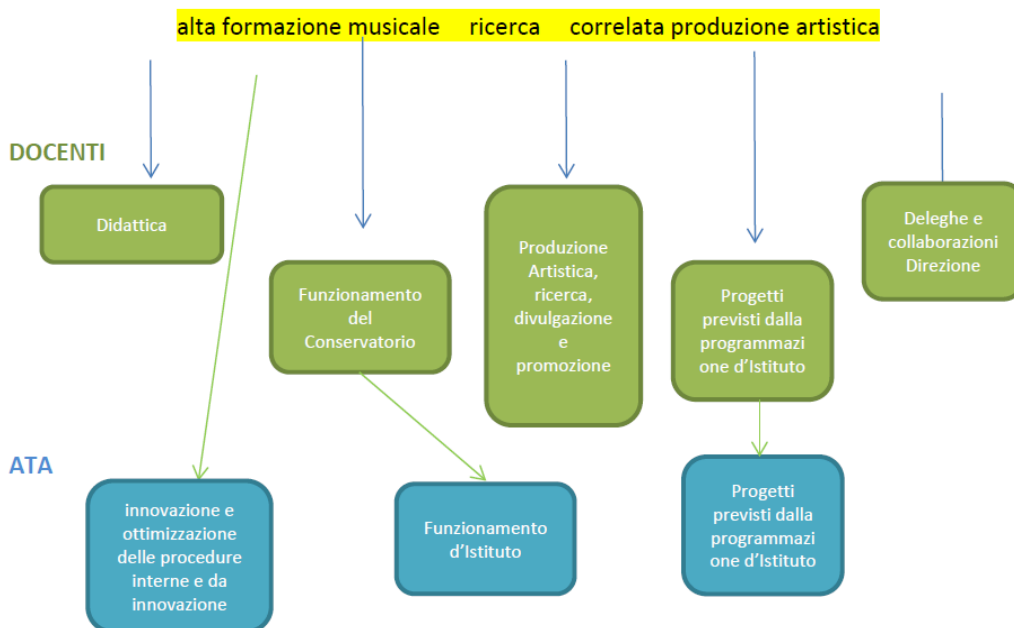 alta formazione musicale ricerca correlata produzione artistica
DOCENTI
Didattica
Funzionamento
del
Conservatorio
Produzione
Artistica,
ricerca,
divulgazione
e
promozione
Progetti
previsti dalla
programmazi
one d’Istituto
Deleghe e
collaborazioni
Direzione
ATA
innovazione e
ottimizzazione
delle procedure
interne e da
innovazione
Funzionamento
d’Istituto
Progetti
previsti dalla
programmazi
one d’Istituto